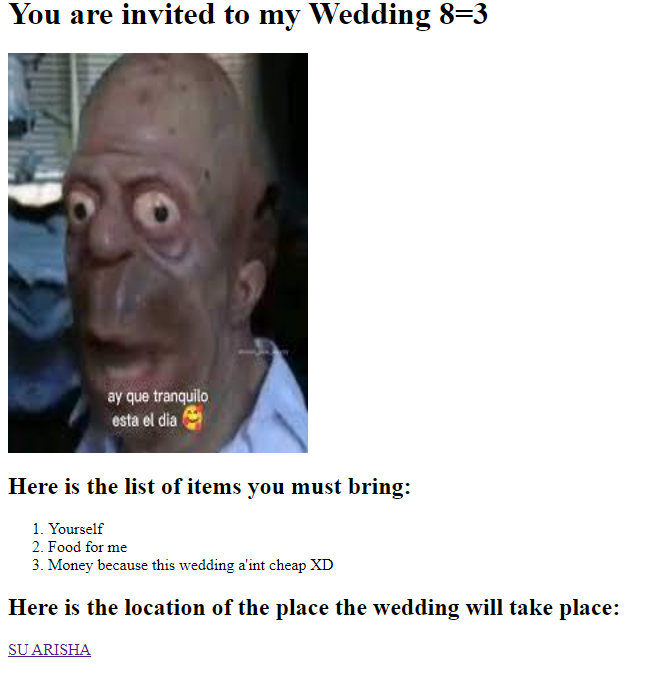 You are invited to my Wedding 8=3
ay que tranquilo
esta el dia 🥰
Here is the list of items you must bring:
1. Yourself
2. Food for me
3. Money because this wedding a'int cheap XD
Here is the location of the place the wedding will take place:
SU ARISHA